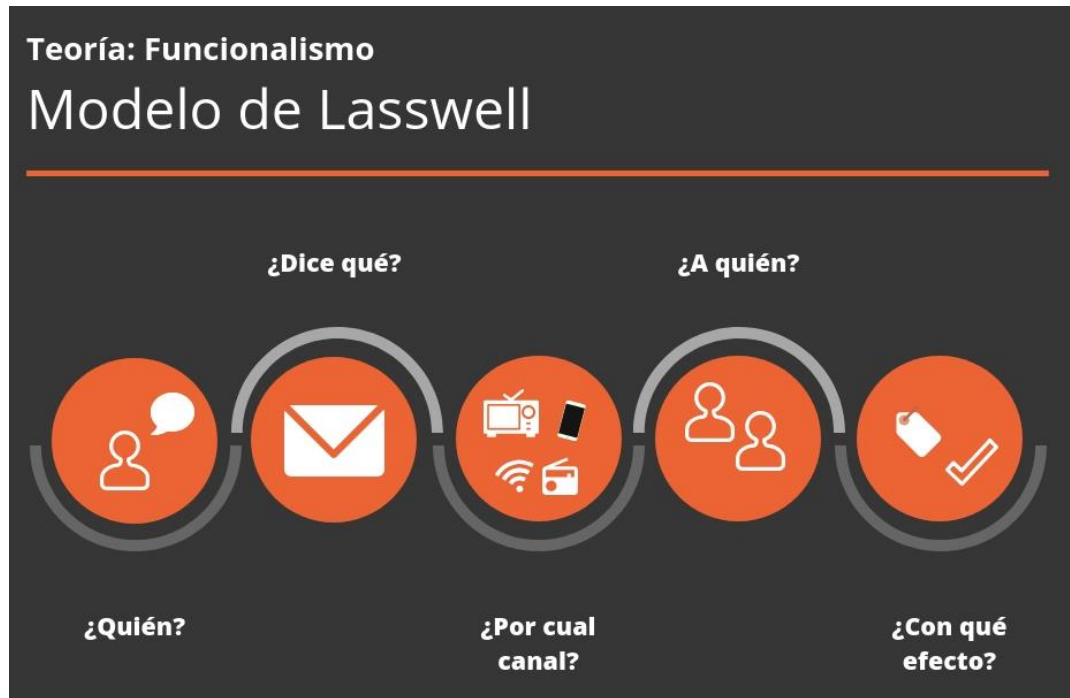 Teoría: Funcionalismo
Modelo de Lasswell
¿Dice qué?
¿A quién?
¿Quién?
¿Por cual
canal?
¿Con qué
efecto?